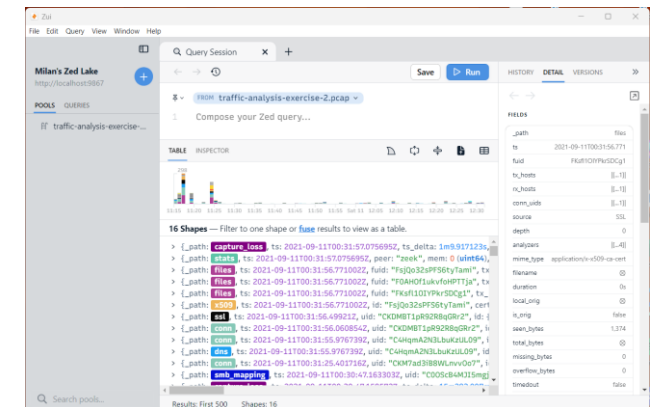 Zui
File Edit Query View Window Help
Milan's Zed Lake
http://localhost:9867
POOLS QUERIES
traffic-analysis-exercise-...
Search pools...
Query Session
Save Run
FROM traffic-analysis-exercise-2.pcap
1 Compose your Zed query...
TABLE INSPECTOR
298
16 Shapes — Filter to one shape or fuse results to view as a table.
{_path: capture_loss, ts: 2021-09-11T00:31:57.075695Z, ts_delta: 1m9.917123s,
{_path: stats, ts: 2021-09-11T00:31:57.075695Z, peer: "zeek", mem: 0 (uint64),
{_path: files, ts: 2021-09-11T00:31:56.771002Z, fuid: "FsjQo32sPFS6tyTami", tx
{_path: files, ts: 2021-09-11T00:31:56.771002Z, fuid: "F0AHOf1ukvfoHPTTja", tx
{_path: files, ts: 2021-09-11T00:31:56.771002Z, fuid: "FKsfl1OIYPkrSDCg1", tx_
{_path: x509, ts: 2021-09-11T00:31:56.771002Z, id: "FsjQo32sPFS6tyTami", cert
{_path: ssl, ts: 2021-09-11T00:31:56.49921Z, uid: "CKDMBT1pR92R8qGRr2", id: {
{_path: conn, ts: 2021-09-11T00:31:56.060854Z, uid: "CKDMBT1pR92R8qGRr2", i
{_path: conn, ts: 2021-09-11T00:31:55.976739Z, uid: "C4HqmA2N3LbuKzUL09", i
{_path: dns, ts: 2021-09-11T00:31:55.976739Z, uid: "C4HqmA2N3LbuKzUL09", id
{_path: conn, ts: 2021-09-11T00:31:25.401716Z, uid: "CKM7ad3iB8WLnvvOo7", i
{_path: smb_mapping, ts: 2021-09-11T00:30:47.163303Z, uid: "COOScB4MJI5mgj
Results: First 500 Shapes: 16
HISTORY DETAIL VERSIONS
FIELDS
_path files
ts 2021-09-11T00:31:56.771
fuid FKsfl1OIYPkrSDCg1
tx_hosts |[...1]|
rx_hosts |[...1]|
conn_uids |[...1]|
source SSL
depth 0
analyzers |[...4]|
mime_type application/x-x509-ca-cert
filename
duration 0s
local_orig
is_orig false
seen_bytes 1,374
total_bytes
missing_bytes 0
overflow_bytes 0
timedout false